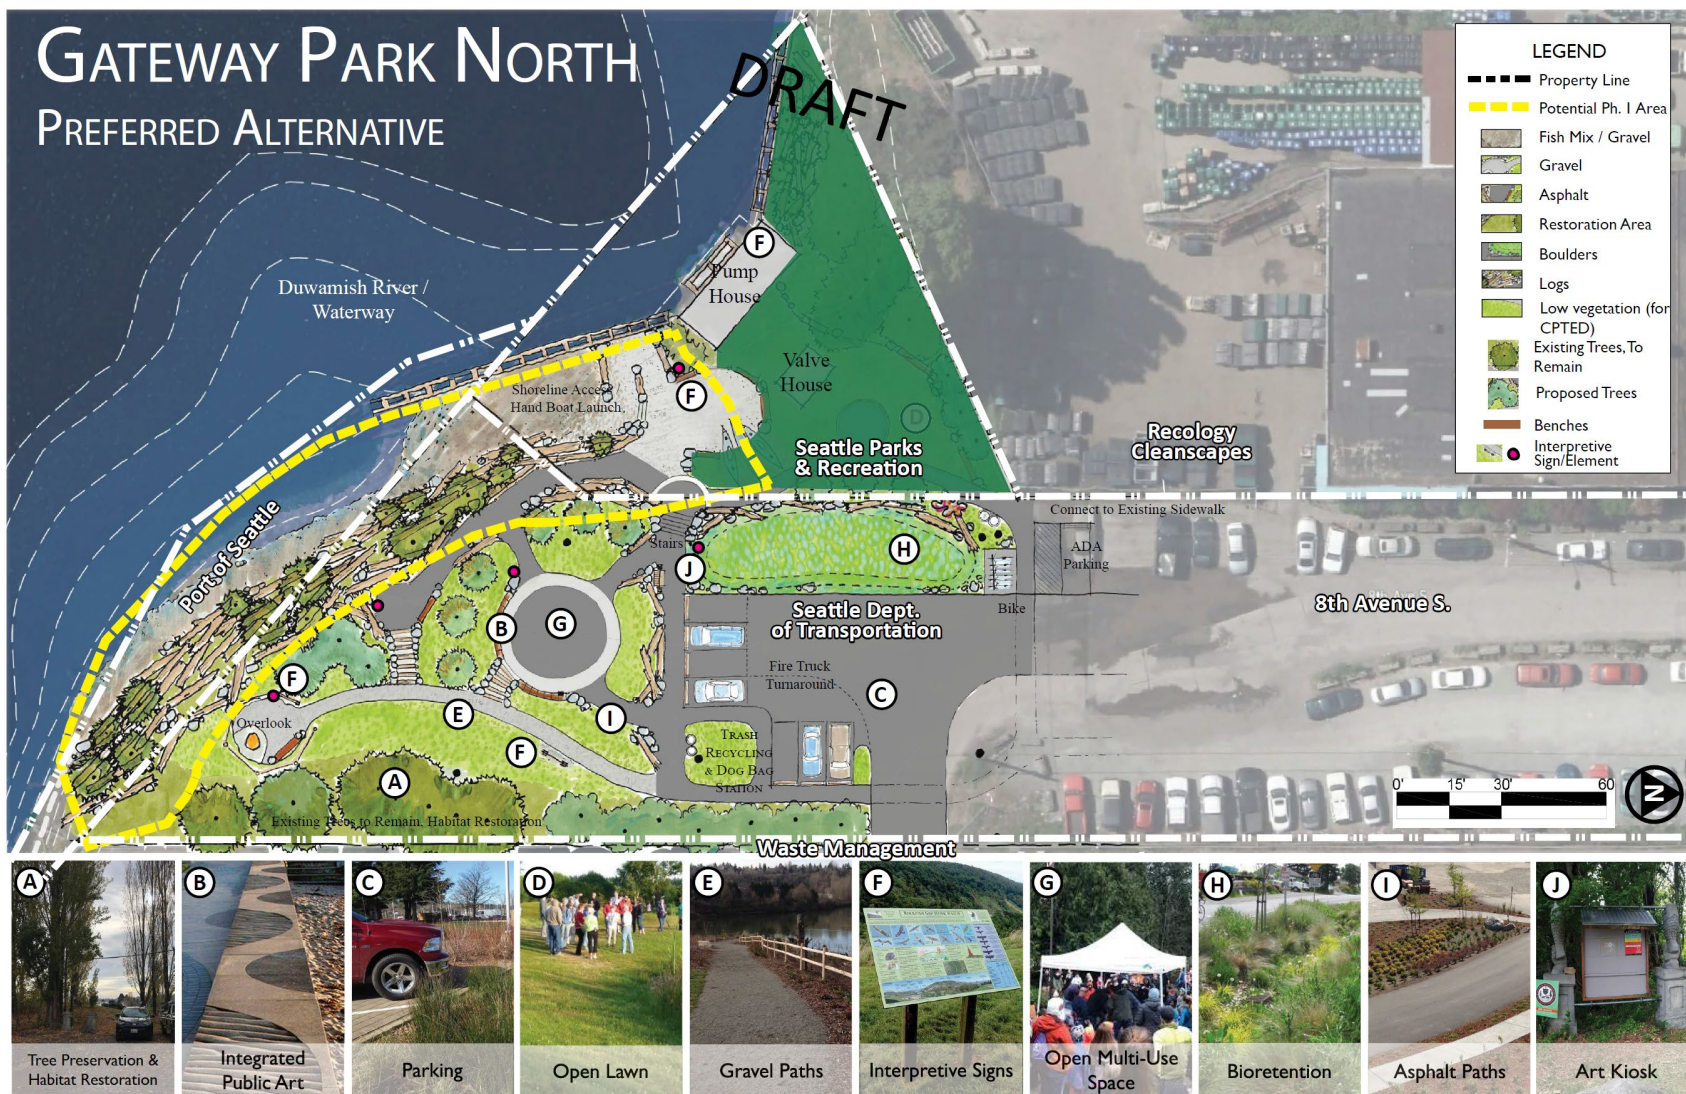 GATEWAY PARK NORTH
PREFERRED ALTERNATIVE
DRAFT
LEGEND
Property Line
Potential Ph. I Area
Fish Mix / Gravel
Gravel
Asphalt
Restoration Area
Boulders
Logs
Low vegetation (for
CPTED)
Existing Trees, To
Remain
Proposed Trees
Benches
Interpretive
Sign/Element
Duwamish River /
Waterway
F
Pump
House
Valve
House
Shoreline Access /
Hand Boat Launch
F
D
Seattle Parks
& Recreation
Recology
Cleanscapes
Port of Seattle
Connect to Existing Sidewalk
Stairs
J
H
ADA
Parking
Bike
Seattle Dept.
of Transportation
8th Avenue S.
B
G
Fire Truck
Turnaround
C
F
Overlook
E
I
F
TRASH
RECYCLING
& DOG BAG
STATION
A
Existing Trees to Remain, Habitat Restoration
0'
15'
30'
60
N
Waste Management
A
Tree Preservation &
Habitat Restoration
B
Integrated
Public Art
C
Parking
D
Open Lawn
E
Gravel Paths
F
Interpretive Signs
G
Open Multi-Use
Space
H
Bioretention
I
Asphalt Paths
J
Art Kiosk